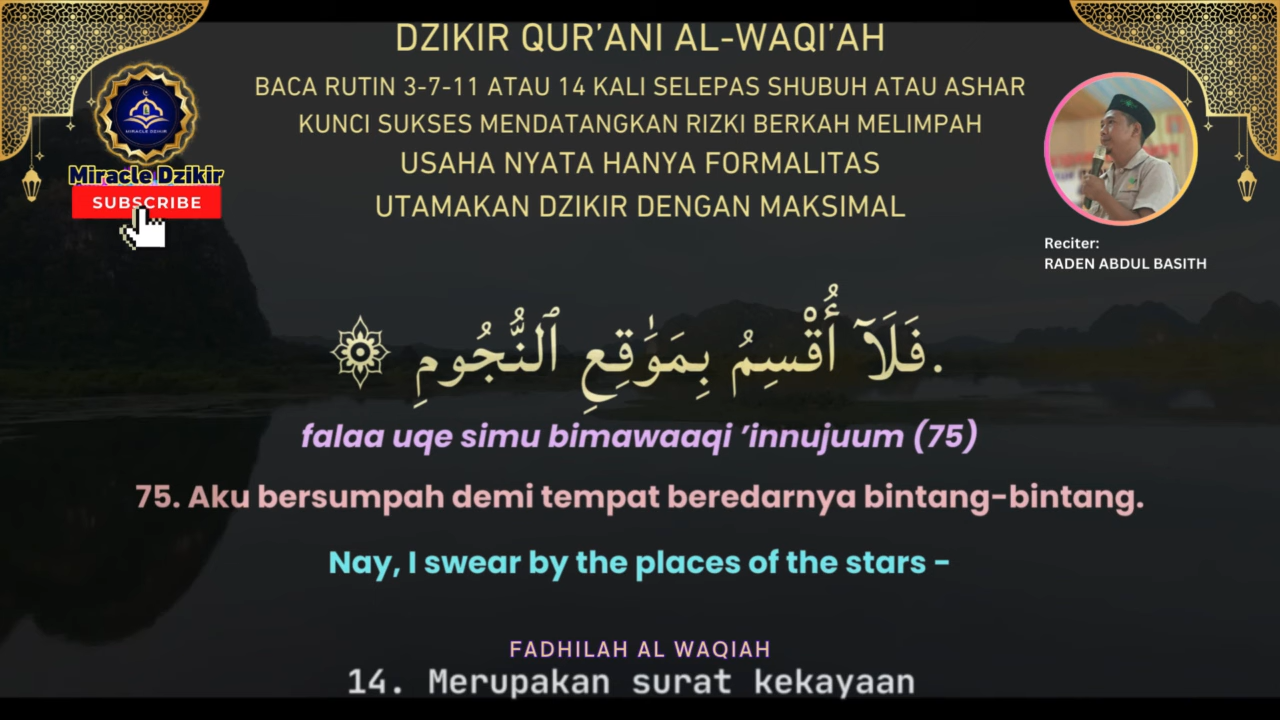 DZIKIR QUR'ANI AL-WAQI'AH
BACA RUTIN 3-7-11 ATAU 14 KALI SELEPAS SHUBUH ATAU ASHAR
KUNCI SUKSES MENDATANGKAN RIZKI BERKAH MELIMPAH
USAHA NYATA HANYA FORMALITAS
UTAMAKAN DZIKIR DENGAN MAKSIMAL
MIRACLE DZIKIR
Miracle Dzikir
SUBSCRIBE
Reciter:
RADEN ABDUL BASITH
.فَلَآ أُقْسِمُ بِمَوَٰقِعِ ٱلنُّجُومِ ۞
falaa uqe simu bimawaaqi ’innujuum (75)
75. Aku bersumpah demi tempat beredarnya bintang-bintang.
Nay, I swear by the places of the stars -
FADHILAH AL WAQIAH
14. Merupakan surat kekayaan